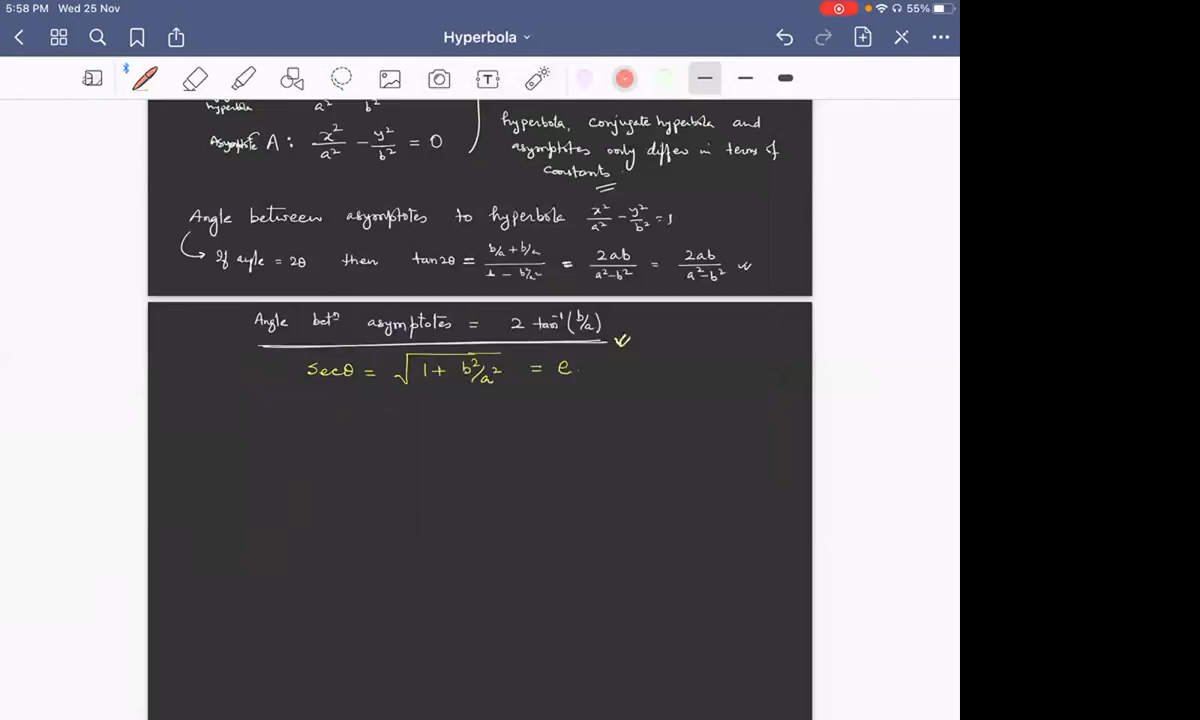 5:58 PM Wed 25 Nov 55%
Hyperbola
hyperbola a² b²
hyperbola, conjugate hyperbola and
Asymptote A : x²/a² - y²/b² = 0
asymptotes only differ in terms of
constants.
Angle between asymptotes to hyperbola x²/a² - y²/b² = 1
If angle = 2θ then tan2θ = (b/a + b/a)/(1 - b²/a²) = 2ab/(a²-b²) = 2ab/(a²-b²)
Angle betⁿ asymptotes = 2 tan⁻¹(b/a)
secθ = √(1 + b²/a²) = e.